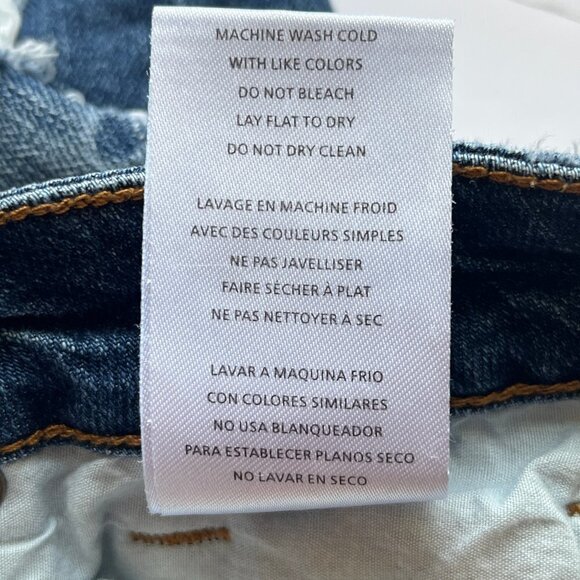 MACHINE WASH COLD
WITH LIKE COLORS
DO NOT BLEACH
LAY FLAT TO DRY
DO NOT DRY CLEAN
LAVAGE EN MACHINE FROID
AVEC DES COULEURS SIMPLES
NE PAS JAVELLISER
FAIRE SÈCHER À PLAT
NE PAS NETTOYER À SEC
LAVAR A MAQUINA FRIO
CON COLORES SIMILARES
NO USA BLANQUEADOR
PARA ESTABLECER PLANOS SECO
NO LAVAR EN SECO